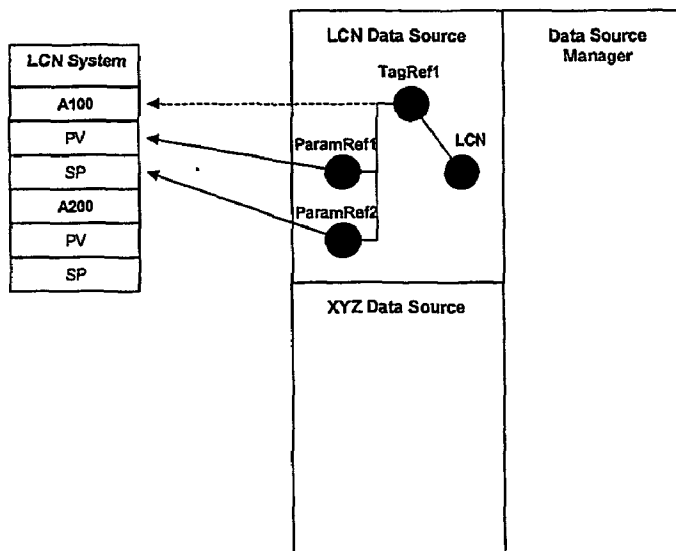 LCN System
A100
PV
SP
A200
PV
SP
LCN Data Source
TagRef1
LCN
ParamRef1
ParamRef2
XYZ Data Source
Data Source
Manager